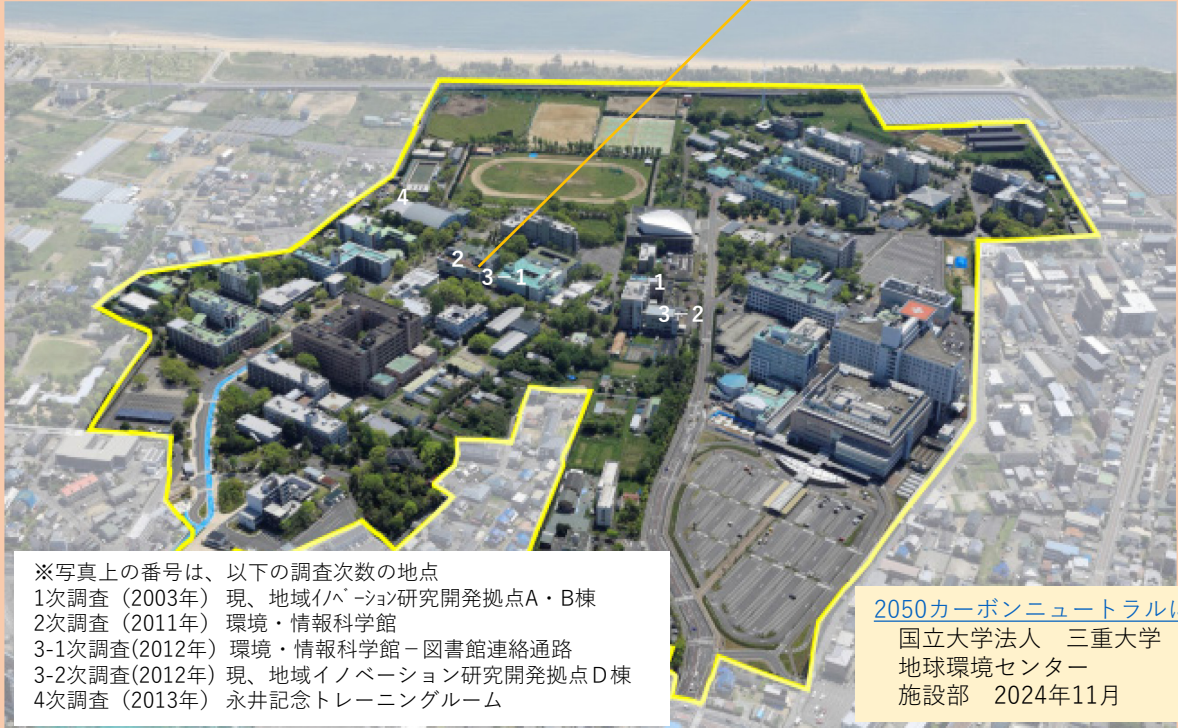 4
2
3－1
1
3－2
※写真上の番号は、以下の調査次数の地点
1次調査（2003年） 現、地域ｲﾉﾍﾞｰｼｮﾝ研究開発拠点A・B棟
2次調査（2011年） 環境・情報科学館
3-1次調査(2012年) 環境・情報科学館－図書館連絡通路
3-2次調査(2012年) 現、地域イノベーション研究開発拠点Ｄ棟
4次調査（2013年） 永井記念トレーニングルーム
2050カーボンニュートラルに
国立大学法人　三重大学
地球環境センター
施設部　2024年11月